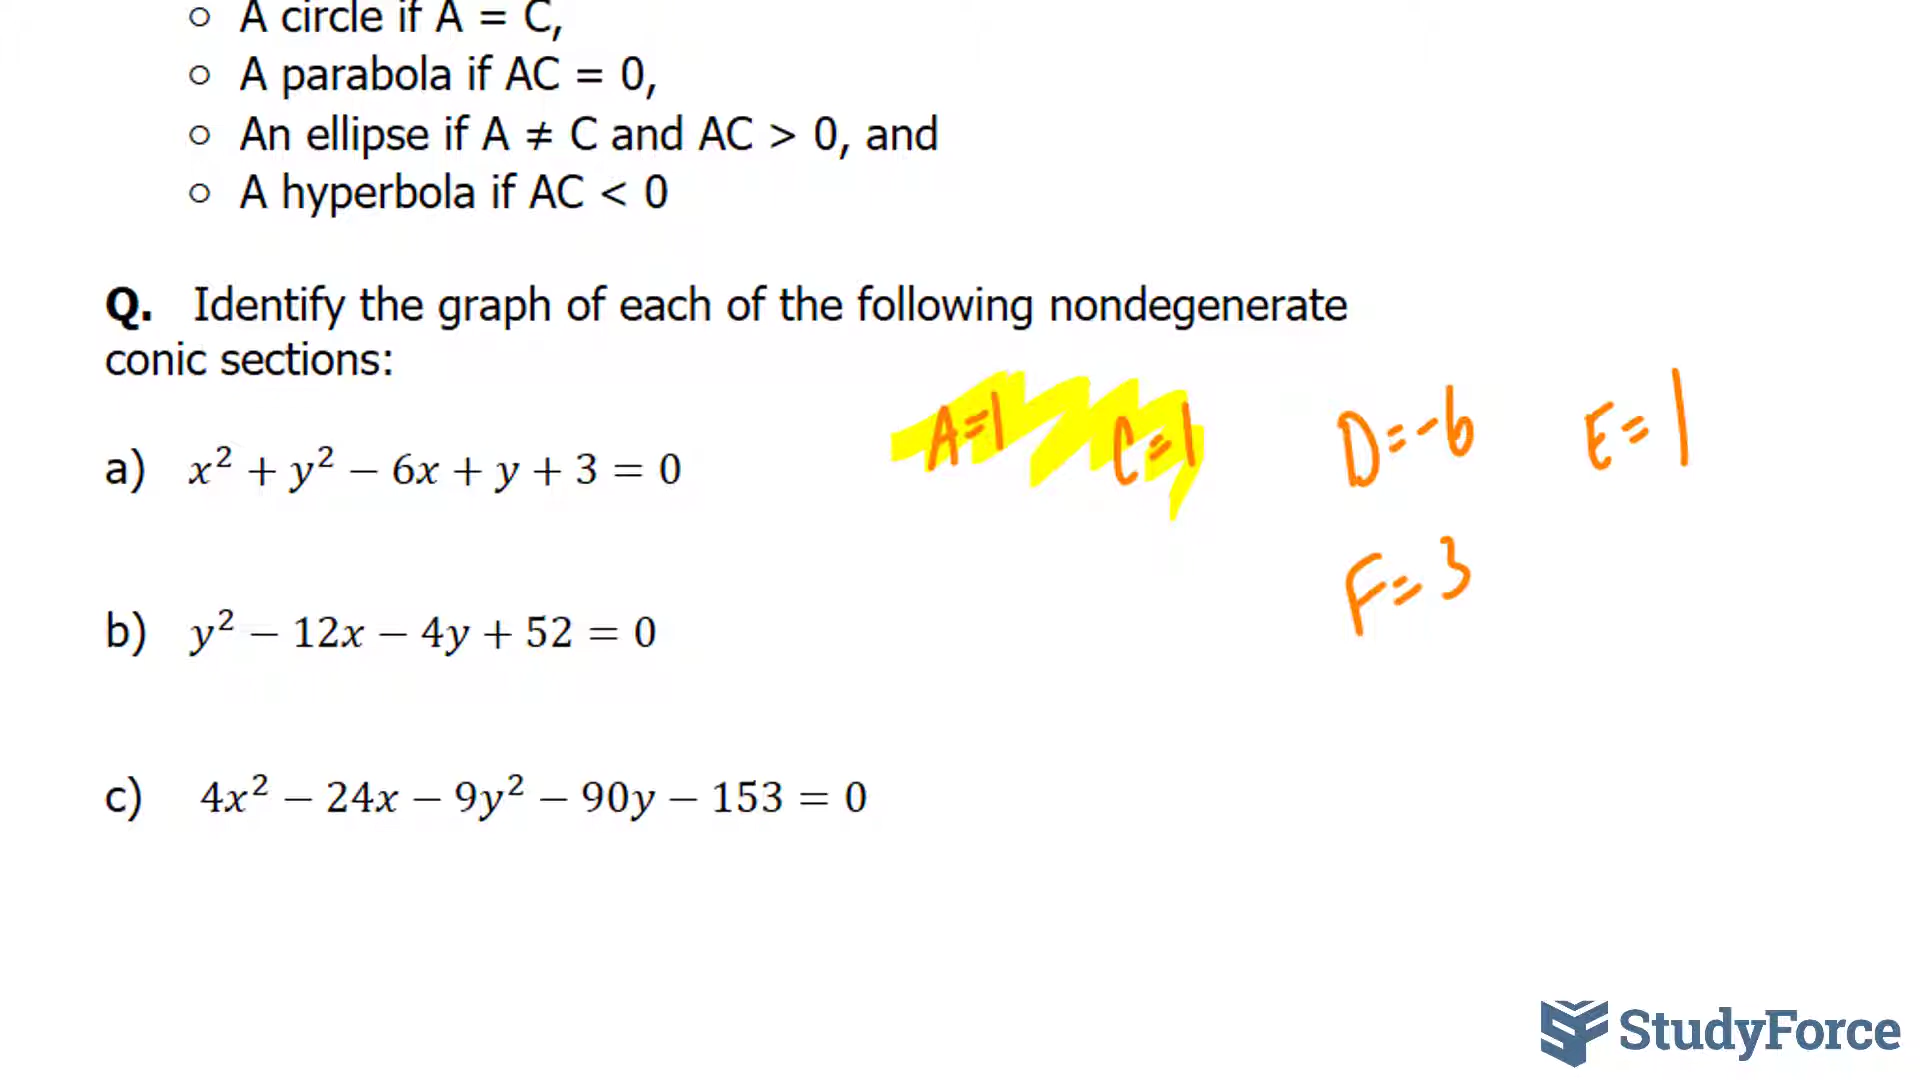 ○ A circle if A = C,
○ A parabola if AC = 0,
○ An ellipse if A ≠ C and AC > 0, and
○ A hyperbola if AC < 0
Q. Identify the graph of each of the following nondegenerate
conic sections:
A=1 C=1 D=-6 E=1
a) x² + y² − 6x + y + 3 = 0
F=3
b) y² − 12x − 4y + 52 = 0
c) 4x² − 24x − 9y² − 90y − 153 = 0
StudyForce